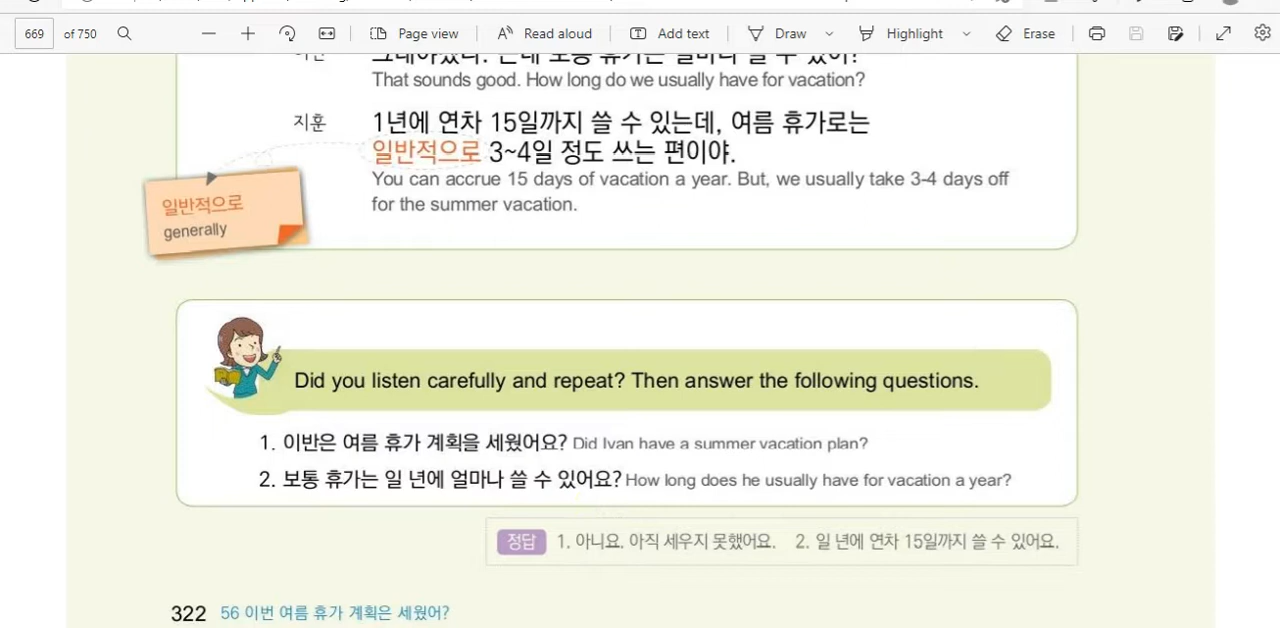 669 of 750 Page view Read aloud Add text Draw Highlight Erase
That sounds good. How long do we usually have for vacation?
지훈 1년에 연차 15일까지 쓸 수 있는데, 여름 휴가로는
일반적으로 3~4일 정도 쓰는 편이야.
You can accrue 15 days of vacation a year. But, we usually take 3-4 days off
for the summer vacation.
일반적으로
generally
Did you listen carefully and repeat? Then answer the following questions.
1. 이반은 여름 휴가 계획을 세웠어요? Did Ivan have a summer vacation plan?
2. 보통 휴가는 일 년에 얼마나 쓸 수 있어요? How long does he usually have for vacation a year?
정답 1. 아니요. 아직 세우지 못했어요. 2. 일 년에 연차 15일까지 쓸 수 있어요.
322 56 이번 여름 휴가 계획은 세웠어?